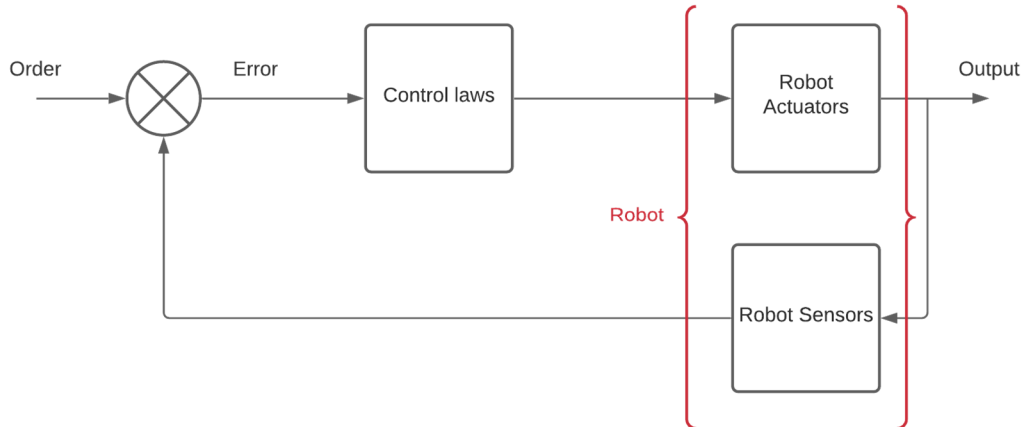 Order
Error
Control laws
Robot
Actuators
Output
Robot
Robot Sensors